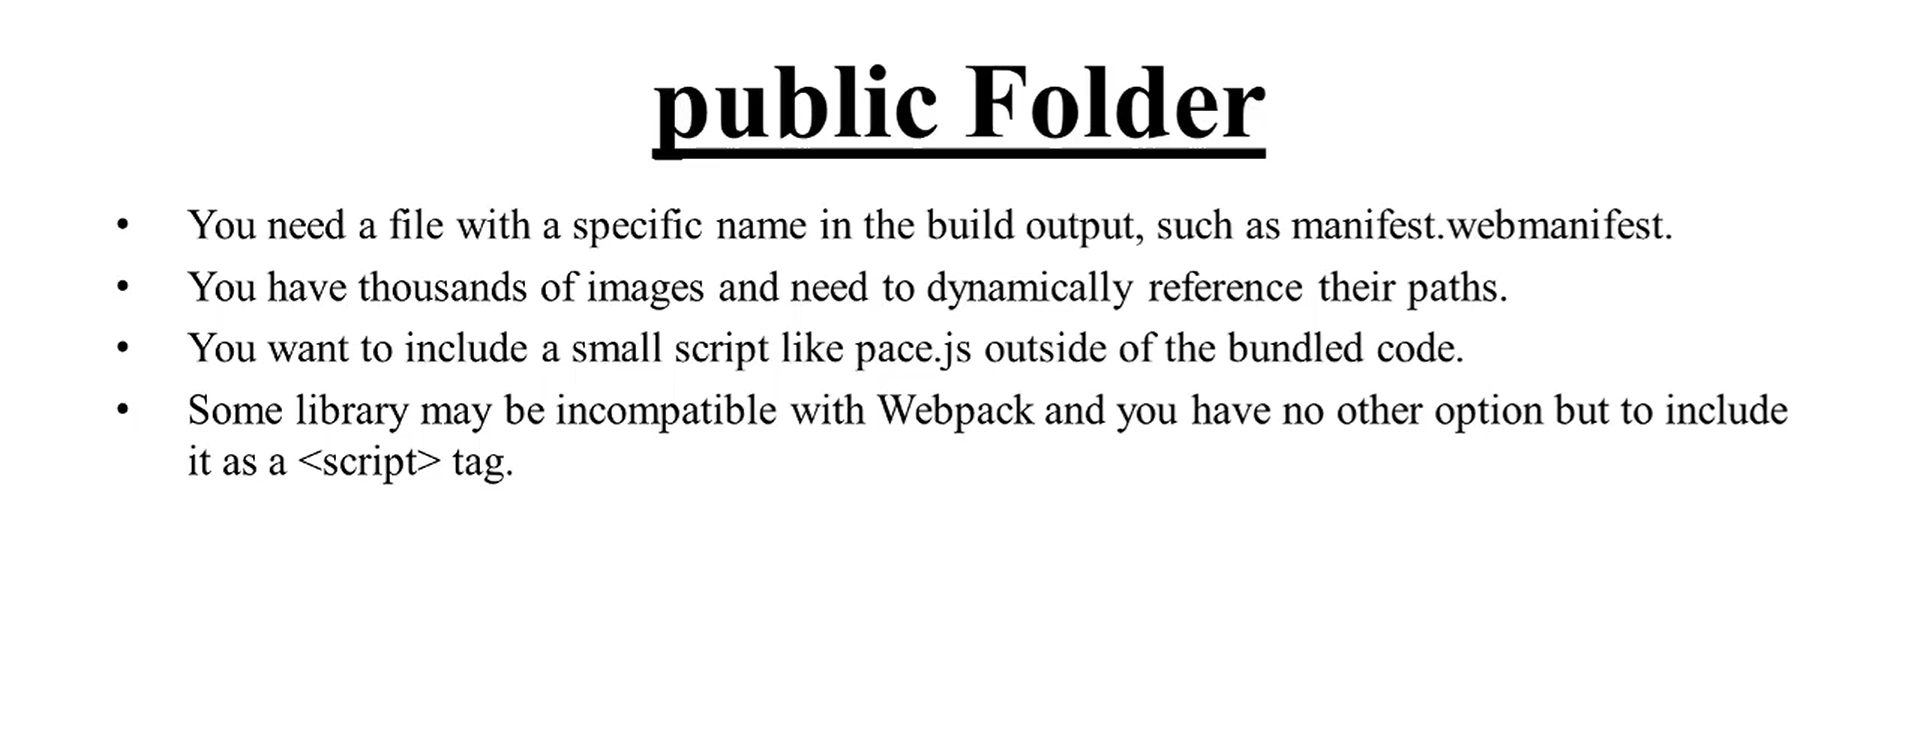 public Folder
• You need a file with a specific name in the build output, such as manifest.webmanifest.
• You have thousands of images and need to dynamically reference their paths.
• You want to include a small script like pace.js outside of the bundled code.
• Some library may be incompatible with Webpack and you have no other option but to include
it as a <script> tag.